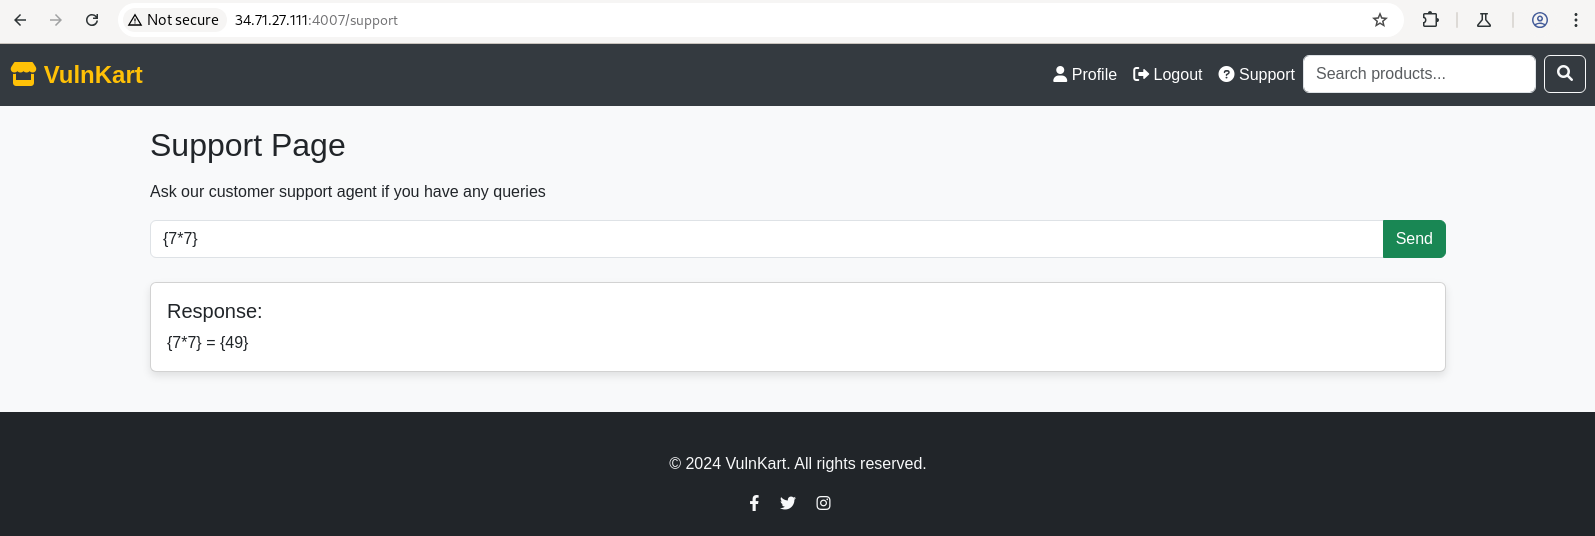 Not secure 34.71.27.111:4007/support
VulnKart Profile Logout Support Search products...
Support Page
Ask our customer support agent if you have any queries
{7*7} Send
Response:
{7*7} = {49}
© 2024 VulnKart. All rights reserved.